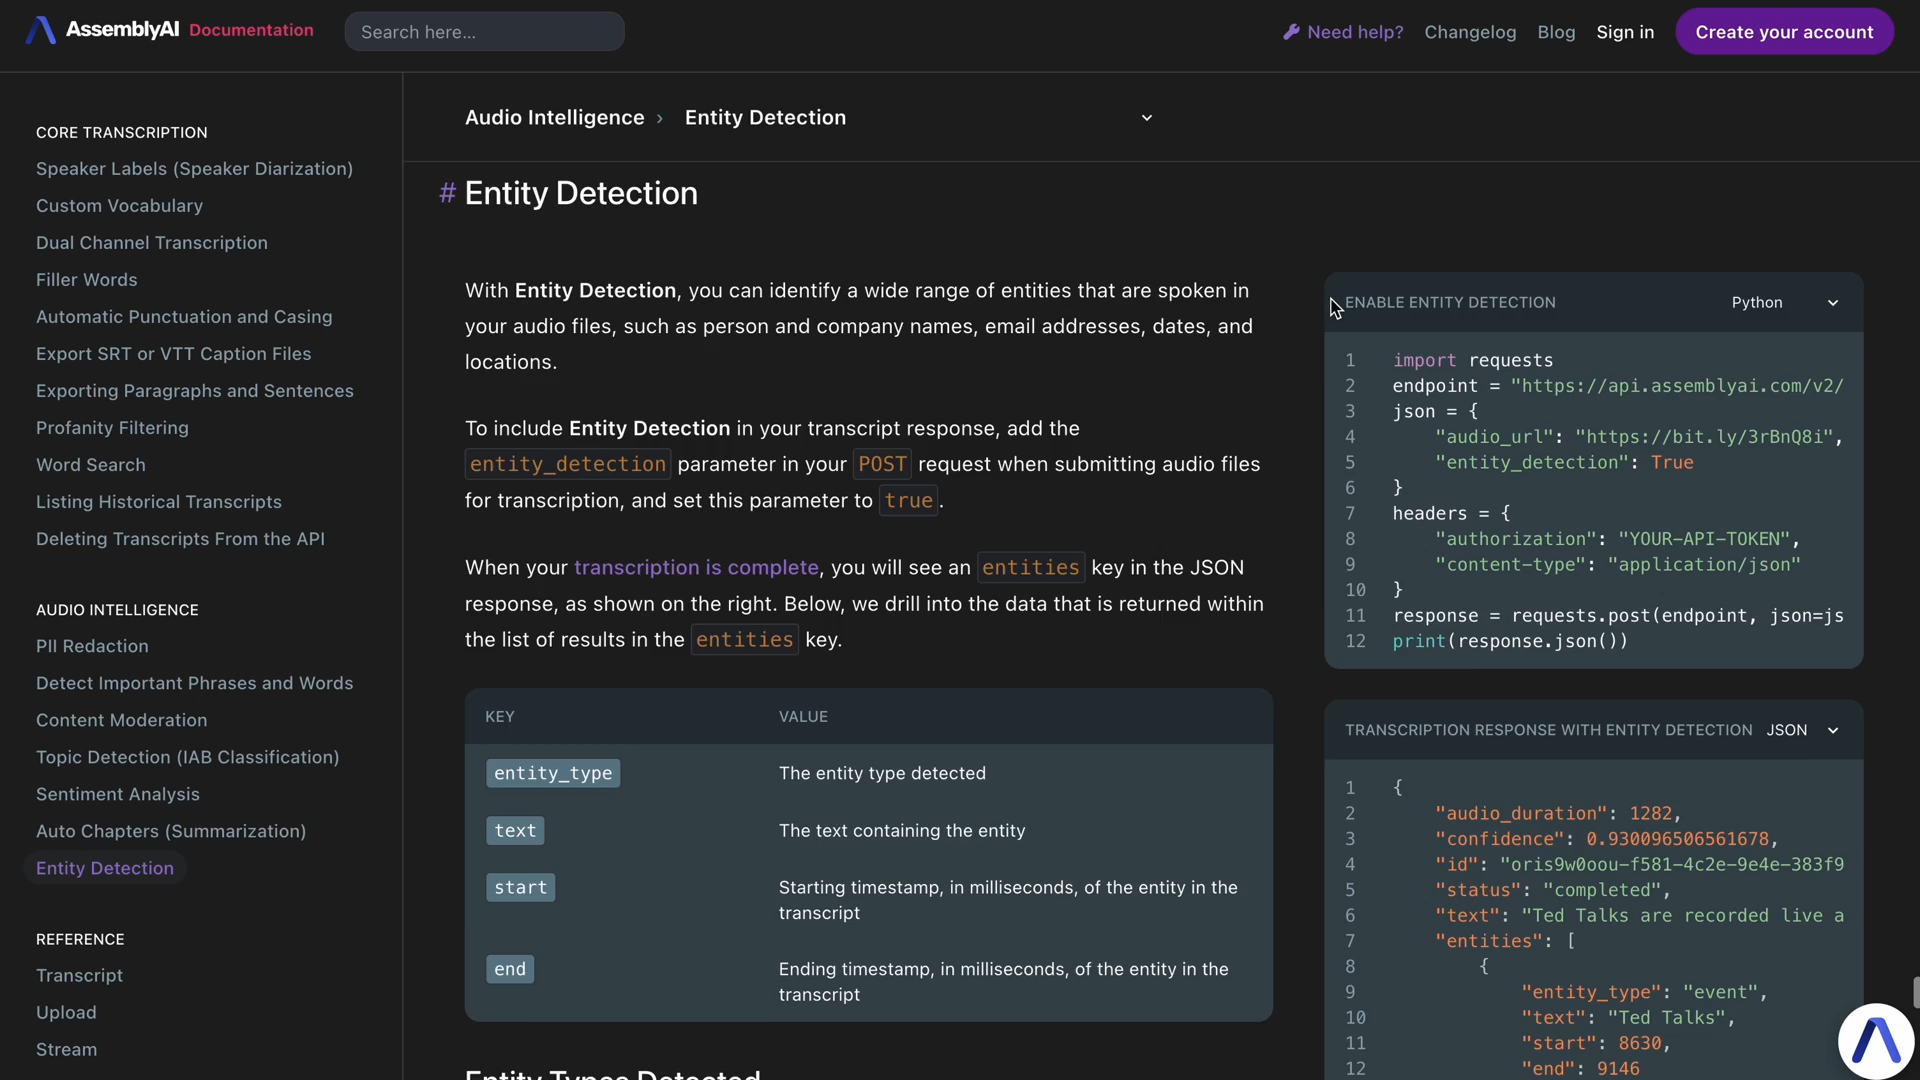 AssemblyAI Documentation
Search here...
Need help?
Changelog
Blog
Sign in
Create your account
CORE TRANSCRIPTION
Speaker Labels (Speaker Diarization)
Custom Vocabulary
Dual Channel Transcription
Filler Words
Automatic Punctuation and Casing
Export SRT or VTT Caption Files
Exporting Paragraphs and Sentences
Profanity Filtering
Word Search
Listing Historical Transcripts
Deleting Transcripts From the API
AUDIO INTELLIGENCE
PII Redaction
Detect Important Phrases and Words
Content Moderation
Topic Detection (IAB Classification)
Sentiment Analysis
Auto Chapters (Summarization)
Entity Detection
REFERENCE
Transcript
Upload
Stream
Audio Intelligence › Entity Detection
# Entity Detection
With Entity Detection, you can identify a wide range of entities that are spoken in
your audio files, such as person and company names, email addresses, dates, and
locations.
To include Entity Detection in your transcript response, add the
entity_detection parameter in your POST request when submitting audio files
for transcription, and set this parameter to true.
When your transcription is complete, you will see an entities key in the JSON
response, as shown on the right. Below, we drill into the data that is returned within
the list of results in the entities key.
KEY VALUE
entity_type The entity type detected
text The text containing the entity
start Starting timestamp, in milliseconds, of the entity in the
transcript
end Ending timestamp, in milliseconds, of the entity in the
transcript
Entity Types Detected
ENABLE ENTITY DETECTION Python
1 import requests
2 endpoint = "https://api.assemblyai.com/v2/
3 json = {
4 "audio_url": "https://bit.ly/3rBnQ8i",
5 "entity_detection": True
6 }
7 headers = {
8 "authorization": "YOUR-API-TOKEN",
9 "content-type": "application/json"
10 }
11 response = requests.post(endpoint, json=js
12 print(response.json())
TRANSCRIPTION RESPONSE WITH ENTITY DETECTION JSON
1 {
2 "audio_duration": 1282,
3 "confidence": 0.930096506561678,
4 "id": "oris9w0oou-f581-4c2e-9e4e-383f9
5 "status": "completed",
6 "text": "Ted Talks are recorded live a
7 "entities": [
8 {
9 "entity_type": "event",
10 "text": "Ted Talks",
11 "start": 8630,
12 "end": 9146